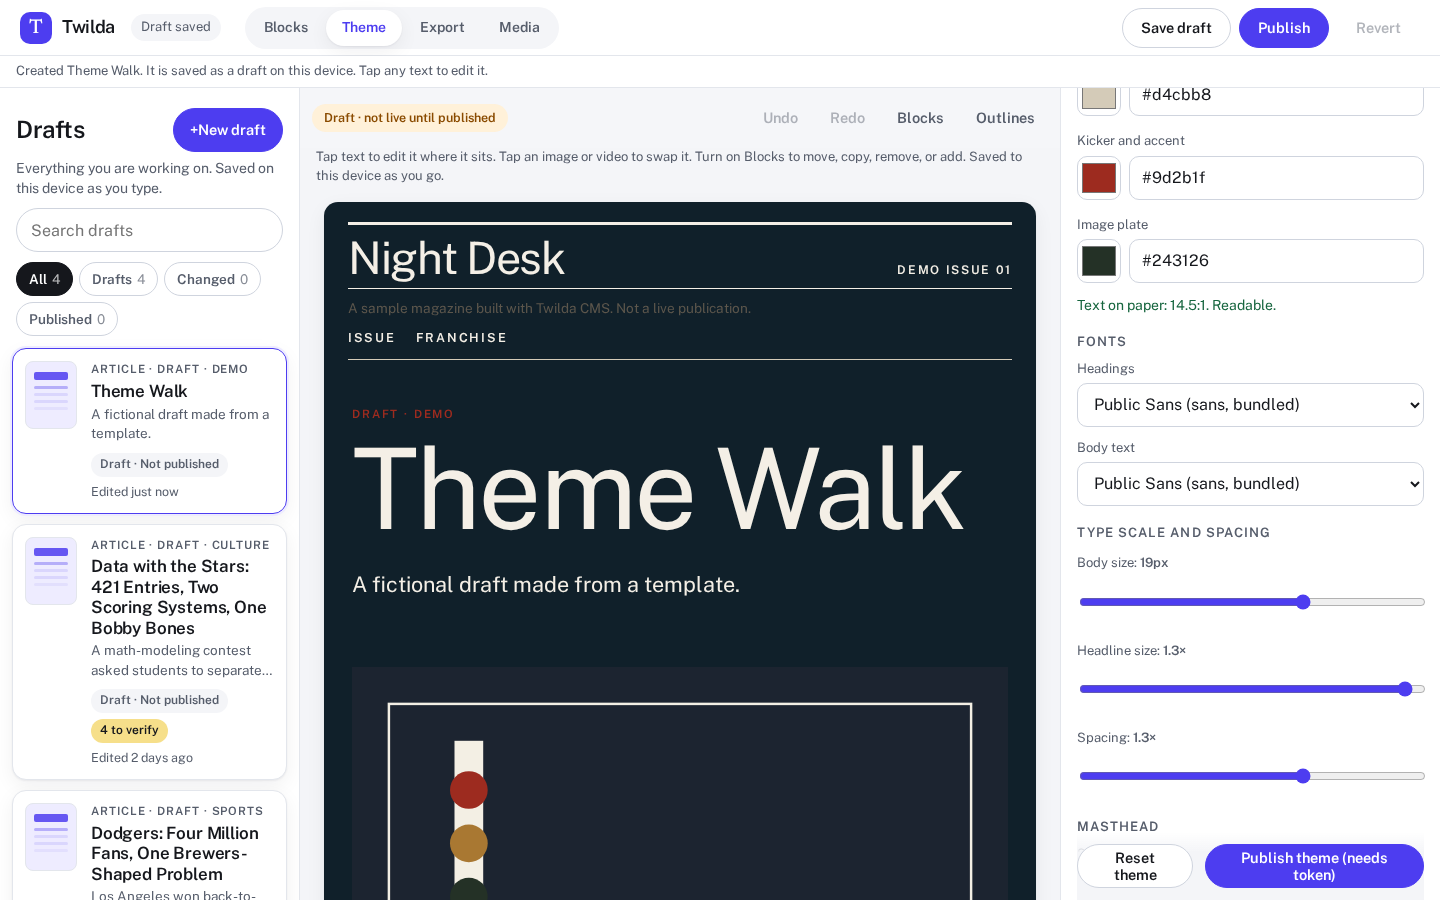 T Twilda Draft saved Blocks Theme Export Media Save draft Publish Revert
Created Theme Walk. It is saved as a draft on this device. Tap any text to edit it.
Drafts
+New draft
Everything you are working on. Saved on
this device as you type.
Search drafts
All 4 Drafts 4 Changed 0
Published 0
ARTICLE · DRAFT · DEMO
Theme Walk
A fictional draft made from a
template.
Draft · Not published
Edited just now
ARTICLE · DRAFT · CULTURE
Data with the Stars:
421 Entries, Two
Scoring Systems, One
Bobby Bones
A math-modeling contest
asked students to separate...
Draft · Not published
4 to verify
Edited 2 days ago
ARTICLE · DRAFT · SPORTS
Dodgers: Four Million
Fans, One Brewers-
Shaped Problem
Los Angeles won back-to-
Draft · not live until published
Undo Redo Blocks Outlines
Tap text to edit it where it sits. Tap an image or video to swap it. Turn on Blocks to move, copy, remove, or add. Saved to
this device as you go.
Night Desk
DEMO ISSUE 01
A sample magazine built with Twilda CMS. Not a live publication.
ISSUE FRANCHISE
DRAFT · DEMO
Theme Walk
A fictional draft made from a template.
#d4cbb8
Kicker and accent
#9d2b1f
Image plate
#243126
Text on paper: 14.5:1. Readable.
FONTS
Headings
Public Sans (sans, bundled)
Body text
Public Sans (sans, bundled)
TYPE SCALE AND SPACING
Body size: 19px
Headline size: 1.3×
Spacing: 1.3×
MASTHEAD
Reset
theme
Publish theme (needs
token)